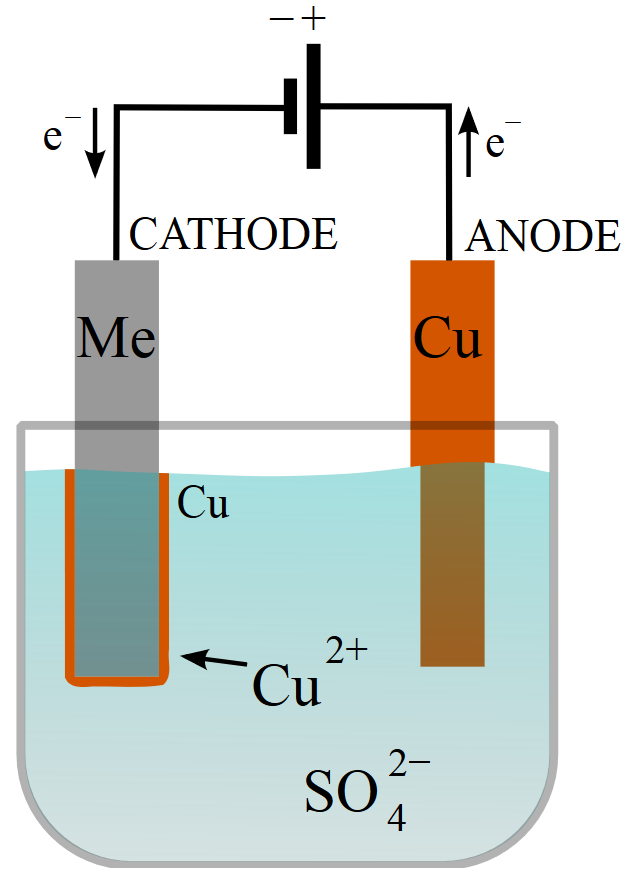 − +
e⁻
e⁻
CATHODE
ANODE
Me
Cu
Cu
Cu²⁺
SO₄²⁻